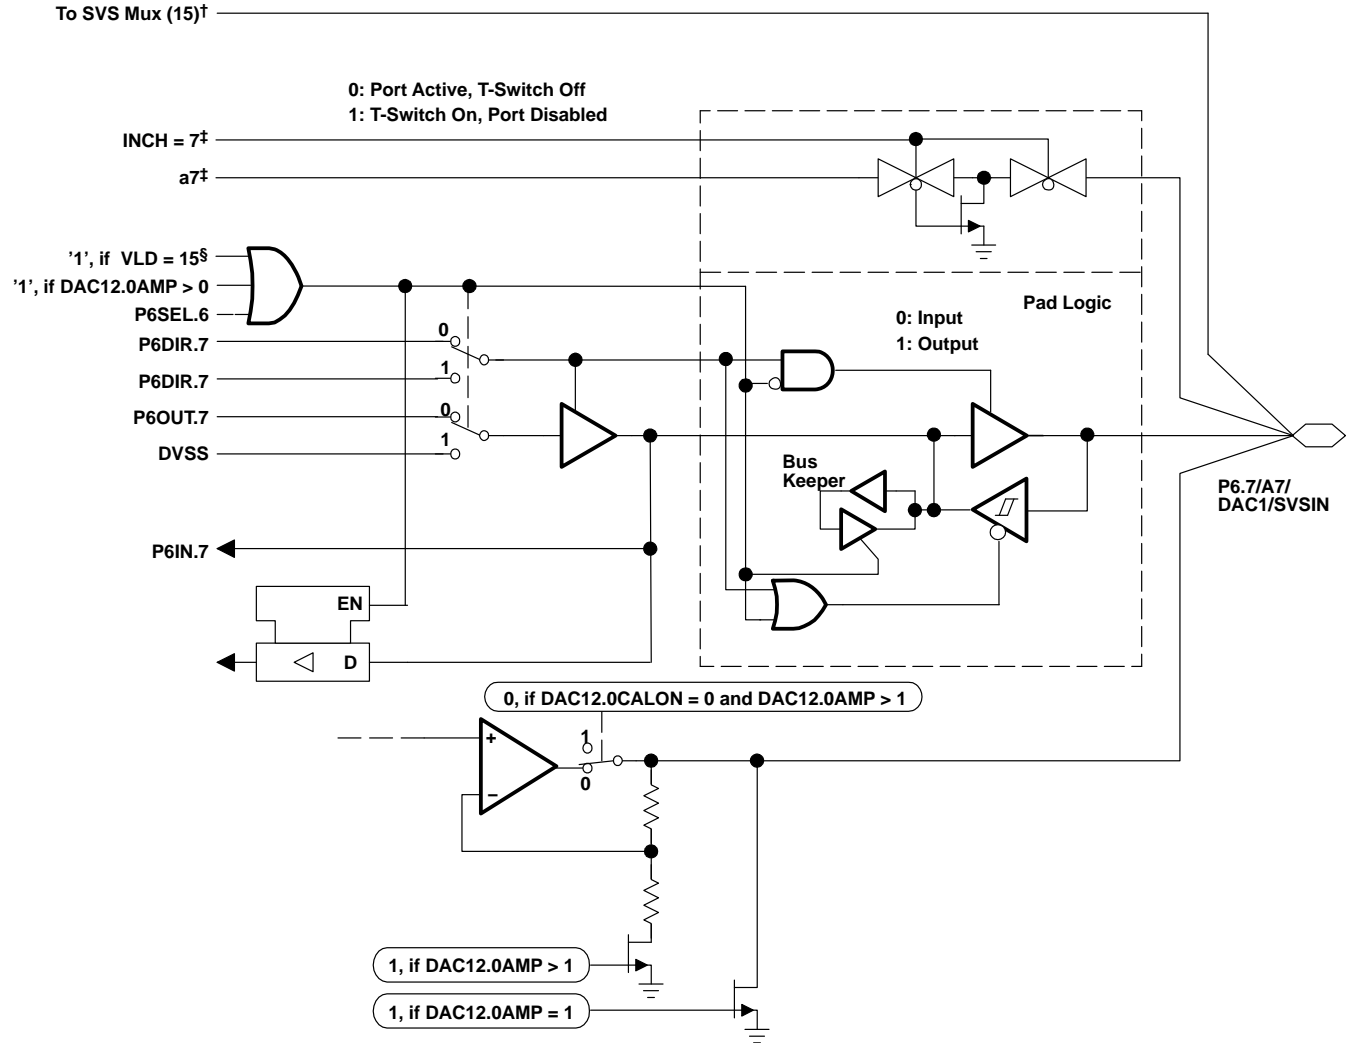 To SVS Mux (15)†
0: Port Active, T-Switch Off
1: T-Switch On, Port Disabled
INCH = 7‡
a7‡
'1', if VLD = 15§
'1', if DAC12.0AMP > 0
P6SEL.6
P6DIR.7
P6DIR.7
P6OUT.7
DVSS
0
1
0
1
Pad Logic
0: Input
1: Output
Bus
Keeper
P6.7/A7/
DAC1/SVSIN
P6IN.7
EN
D
0, if DAC12.0CALON = 0 and DAC12.0AMP > 1
+
−
1
0
1, if DAC12.0AMP > 1
1, if DAC12.0AMP = 1